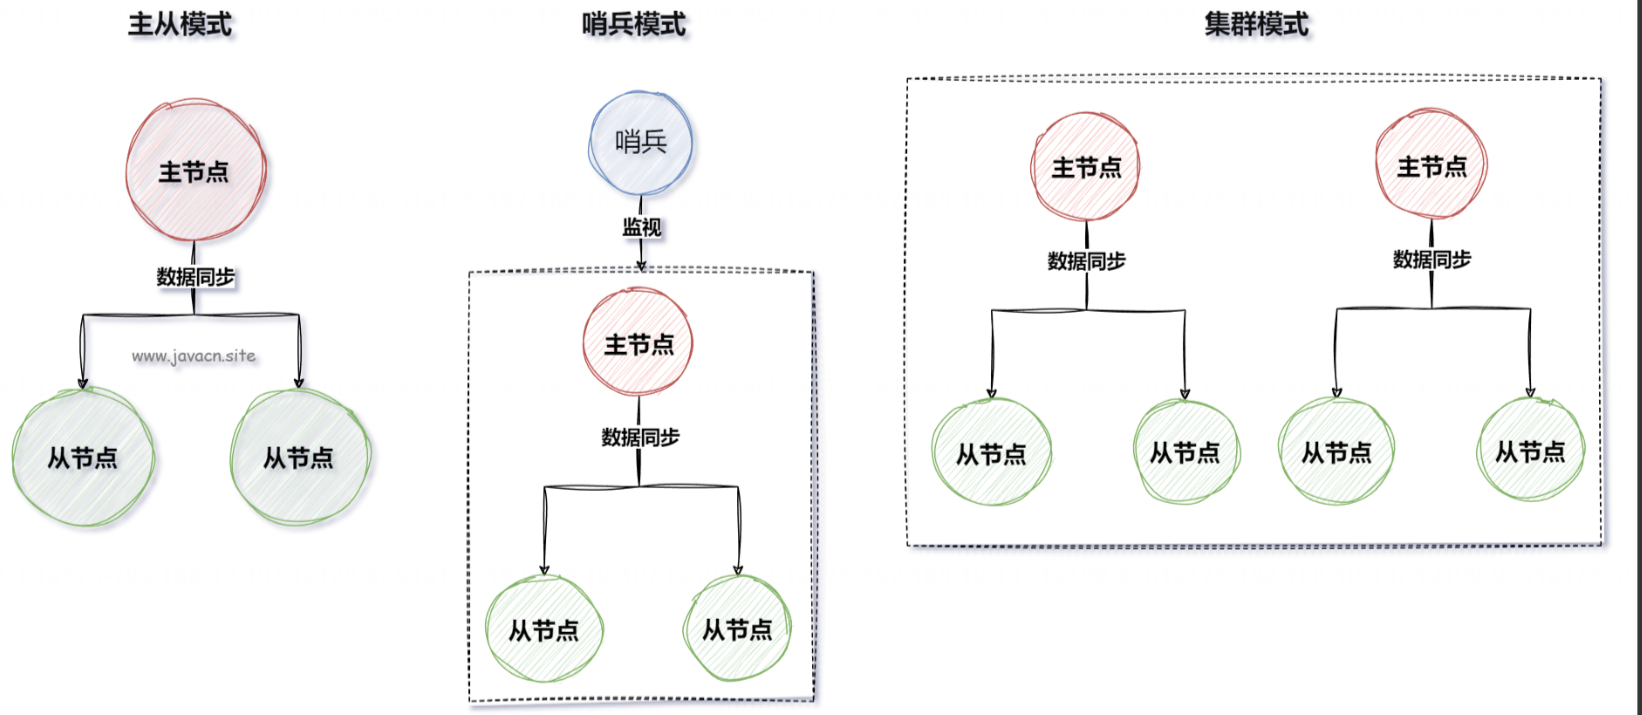 主从模式
主节点
数据同步
www.javacn.site
从节点
从节点
哨兵模式
哨兵
监视
主节点
数据同步
从节点
从节点
集群模式
主节点
主节点
数据同步
数据同步
从节点
从节点
从节点
从节点